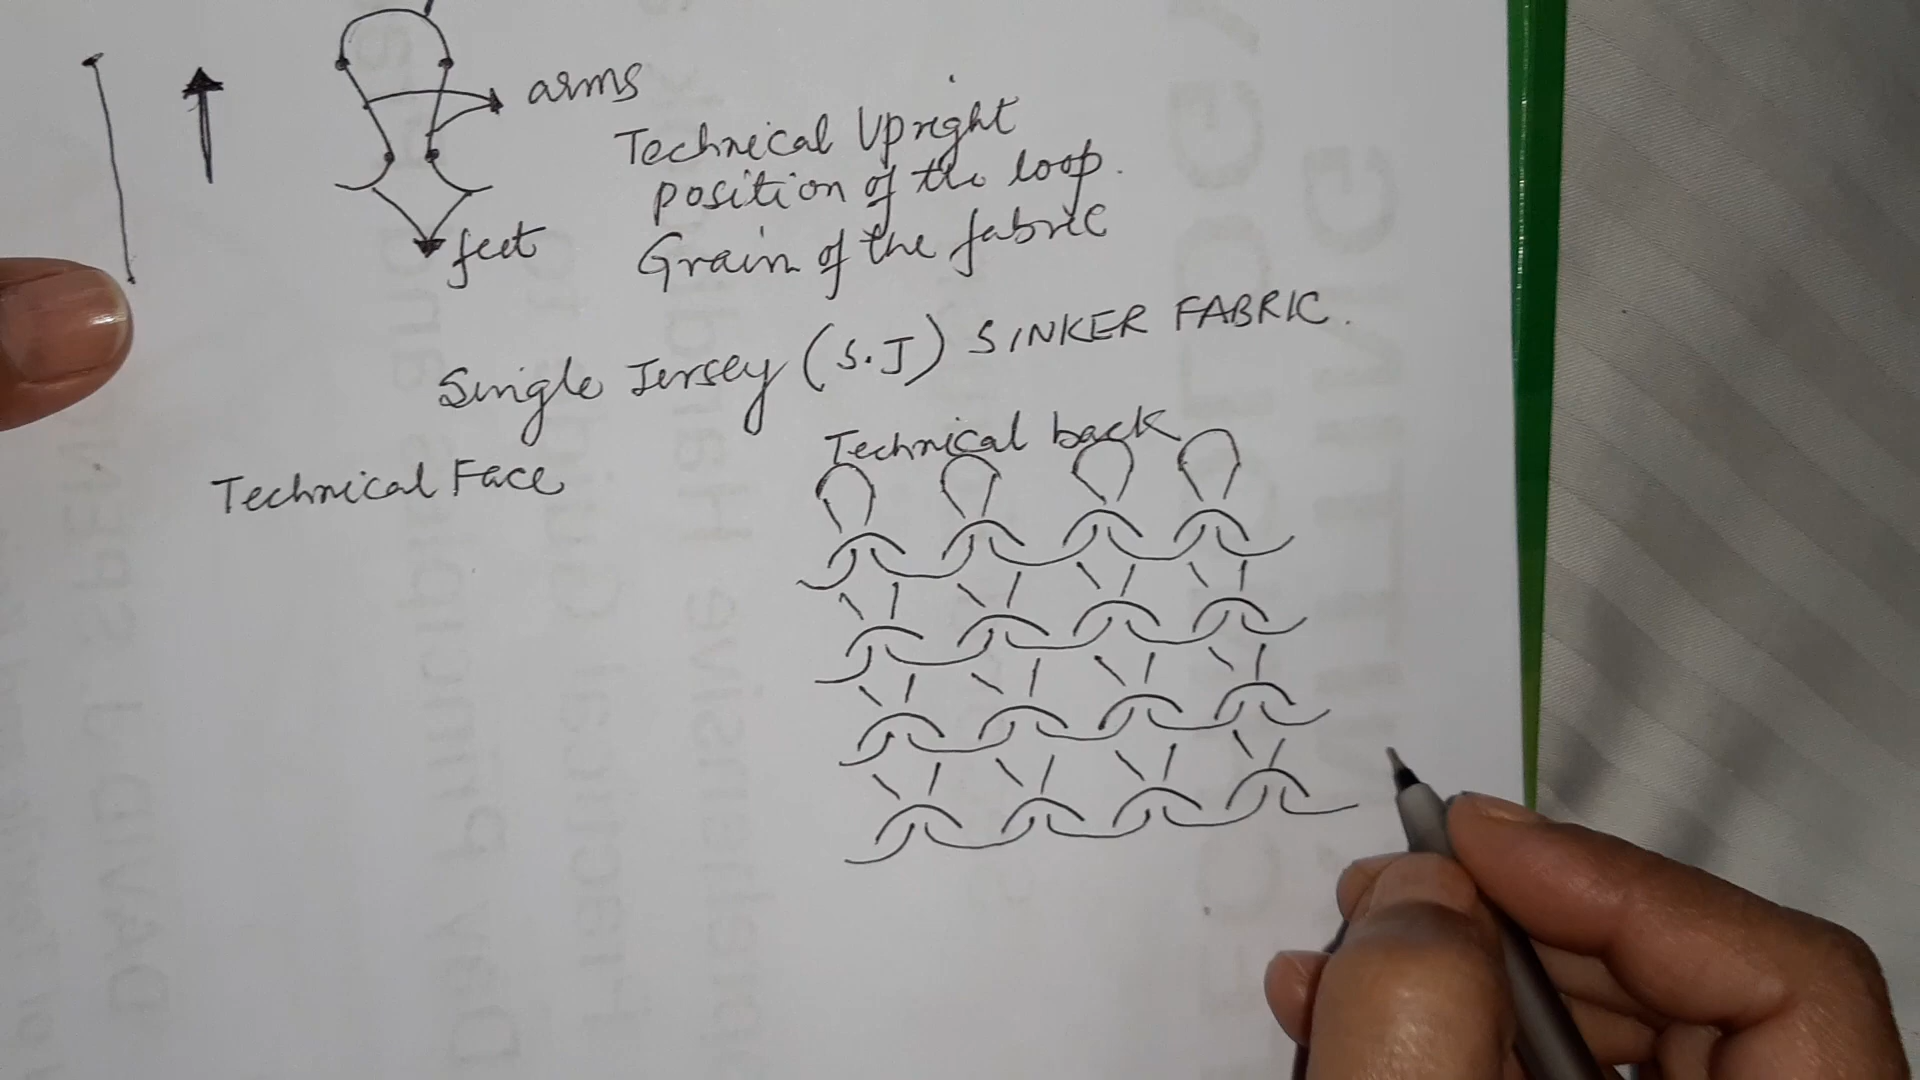 arms
Technical Upright
position of the loop.
feet
Grain of the fabric
Single Jersey (S.J) SINKER FABRIC.
Technical back
Technical Face